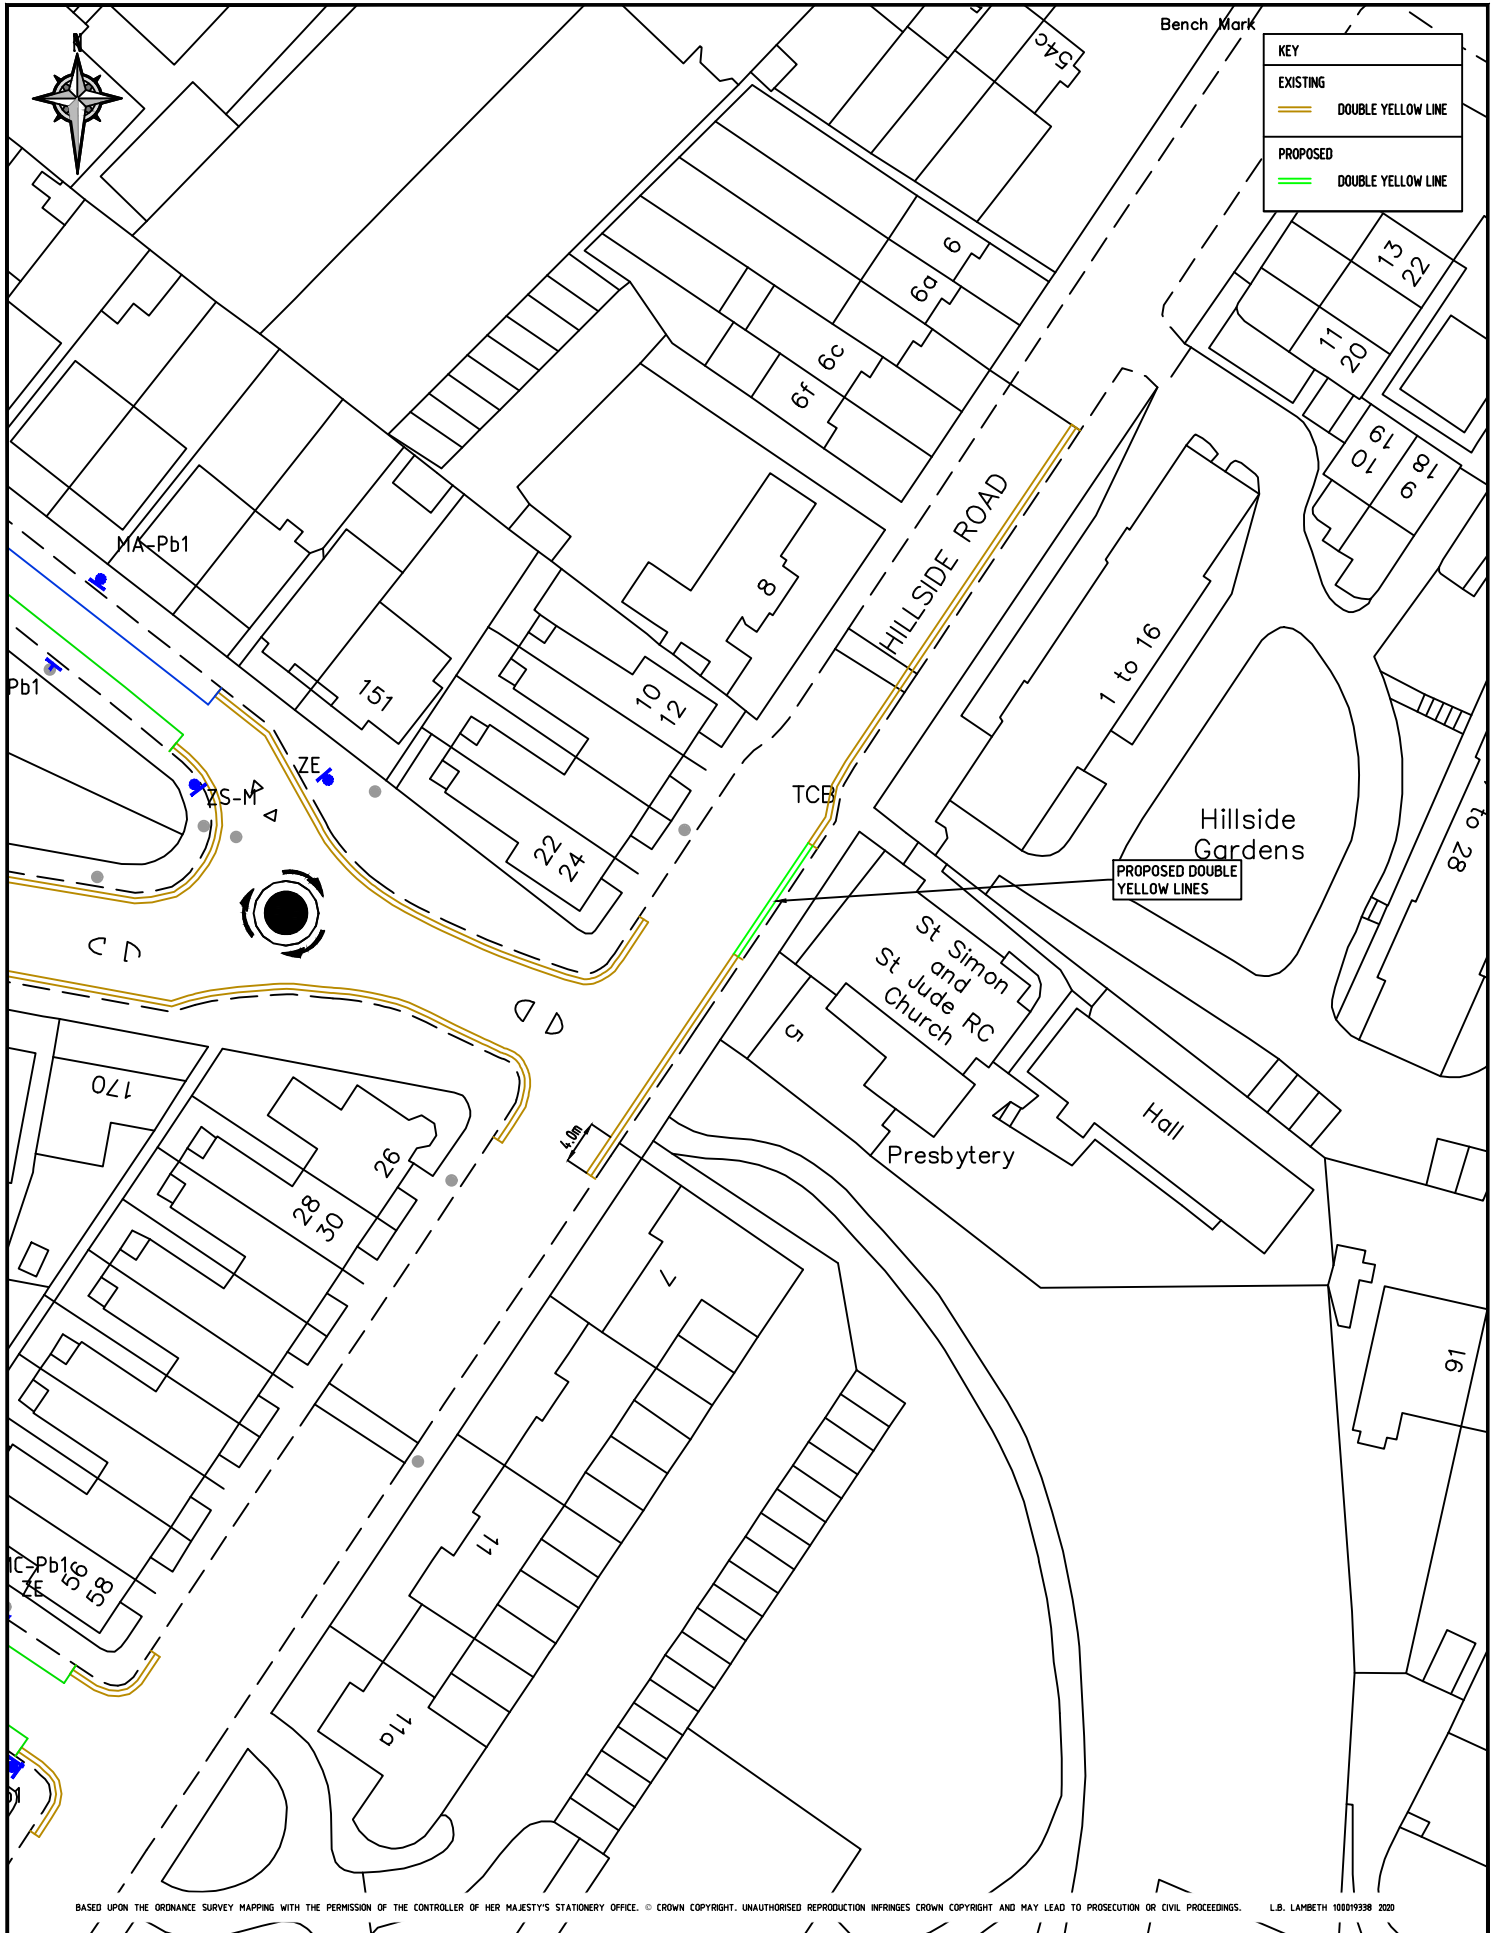 Bench Mark
N
KEY
EXISTING
DOUBLE YELLOW LINE
PROPOSED
DOUBLE YELLOW LINE
54c
6
6a
6c
6f
13
22
11
20
19
10
18
9
HILLSIDE ROAD
8
MA-Pb1
Pb1
151
10
12
1 to 16
ZE
ZS-M
TCB
22
24
Hillside
Gardens
to 28
PROPOSED DOUBLE
YELLOW LINES
St Simon
and
St Jude RC
Church
5
170
26
28
30
4.0m
Presbytery
Hall
7
91
11
56
58
ZE
11a
BASED UPON THE ORDNANCE SURVEY MAPPING WITH THE PERMISSION OF THE CONTROLLER OF HER MAJESTY'S STATIONERY OFFICE. © CROWN COPYRIGHT. UNAUTHORISED REPRODUCTION INFRINGES CROWN COPYRIGHT AND MAY LEAD TO PROSECUTION OR CIVIL PROCEEDINGS. L.B. LAMBETH 100019338 2020